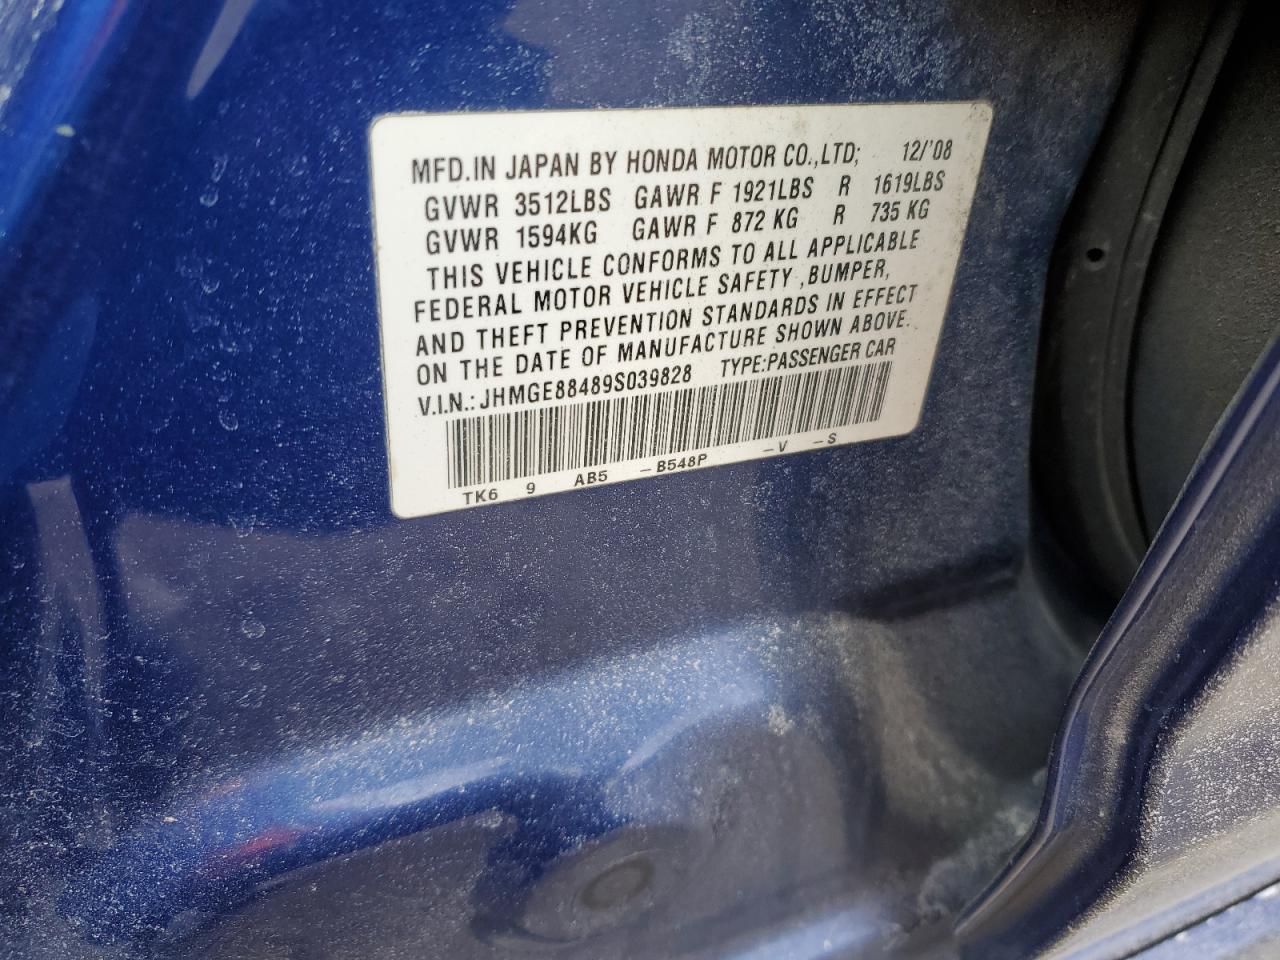 MFD.IN JAPAN BY HONDA MOTOR CO.,LTD; 12/'08
GVWR 3512LBS GAWR F 1921LBS R 1619LBS
GVWR 1594KG GAWR F 872 KG R 735 KG
THIS VEHICLE CONFORMS TO ALL APPLICABLE
FEDERAL MOTOR VEHICLE SAFETY ,BUMPER,
AND THEFT PREVENTION STANDARDS IN EFFECT
ON THE DATE OF MANUFACTURE SHOWN ABOVE.
V.I.N.: JHMGE88489S039828 TYPE:PASSENGER CAR
TK6 9 AB5 -B548P -V -S